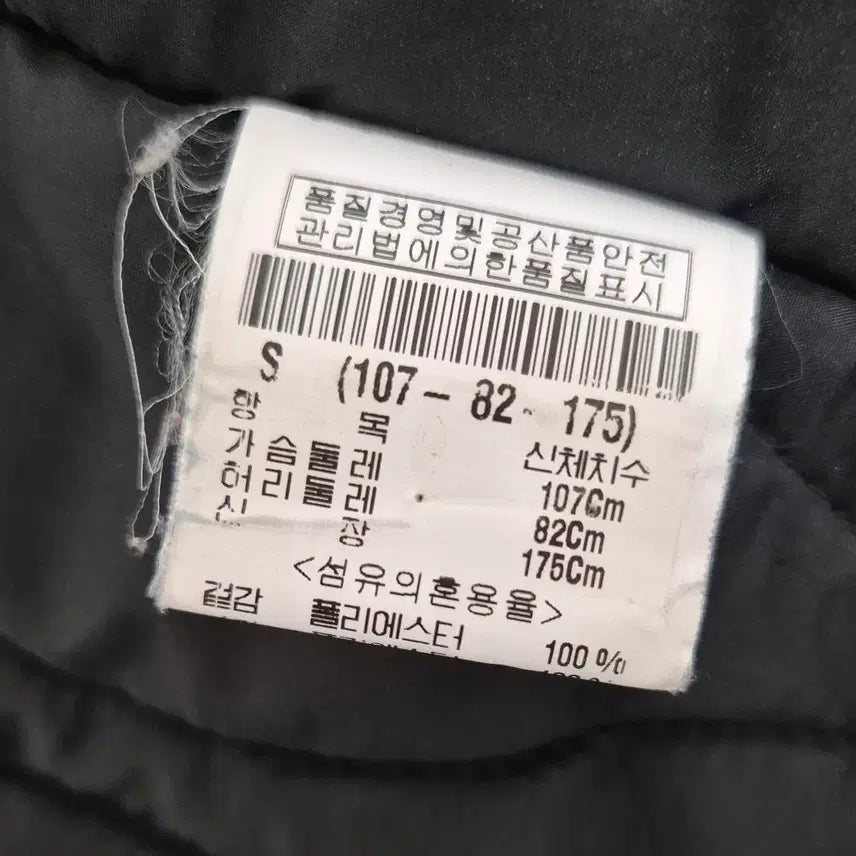 품질경영및공산품안전
관리법에의한품질표시
S (107 - 82 - 175)
항 목 신체치수
가슴둘레 107Cm
허리둘레 82Cm
신 장 175Cm
<섬유의혼용율>
겉감 폴리에스터 100%